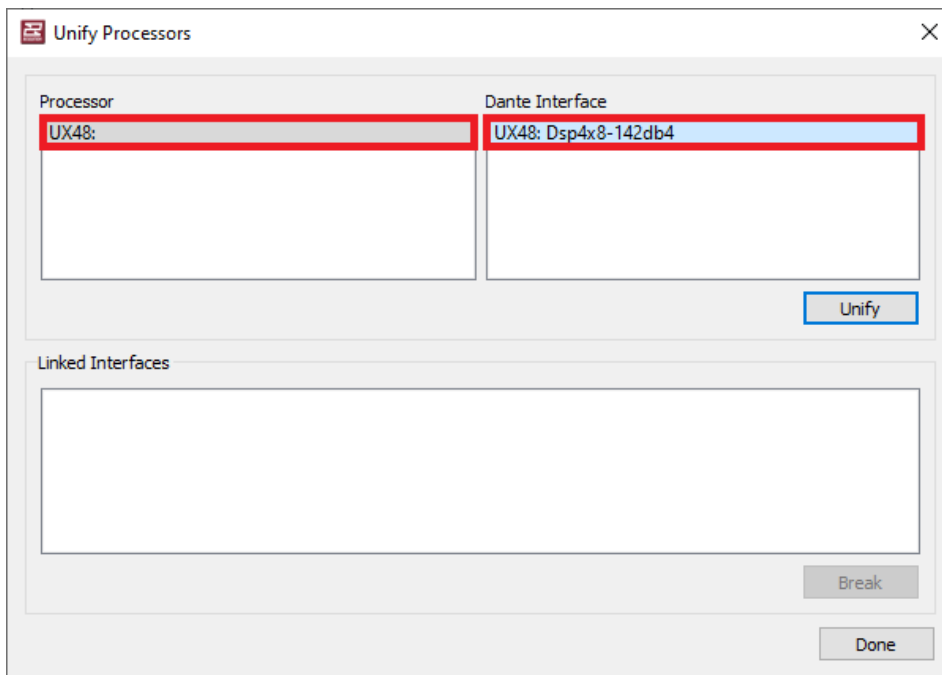 Unify Processors
Processor
Dante Interface
UX48:
UX48: Dsp4x8-142db4
Unify
Linked Interfaces
Break
Done